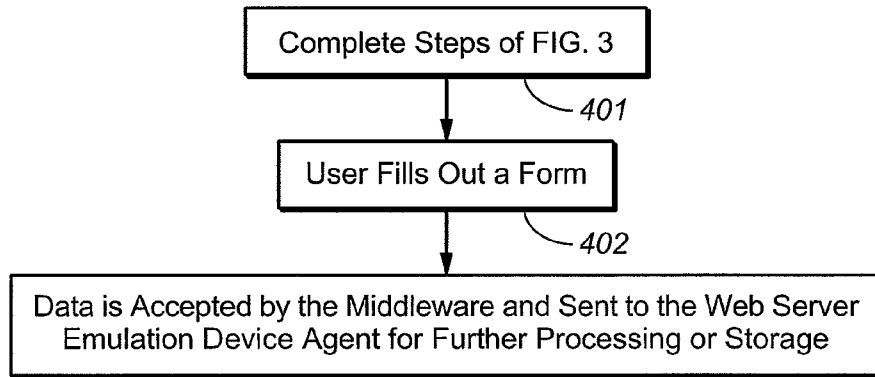 Complete Steps of FIG. 3
401
User Fills Out a Form
402
Data is Accepted by the Middleware and Sent to the Web Server
Emulation Device Agent for Further Processing or Storage